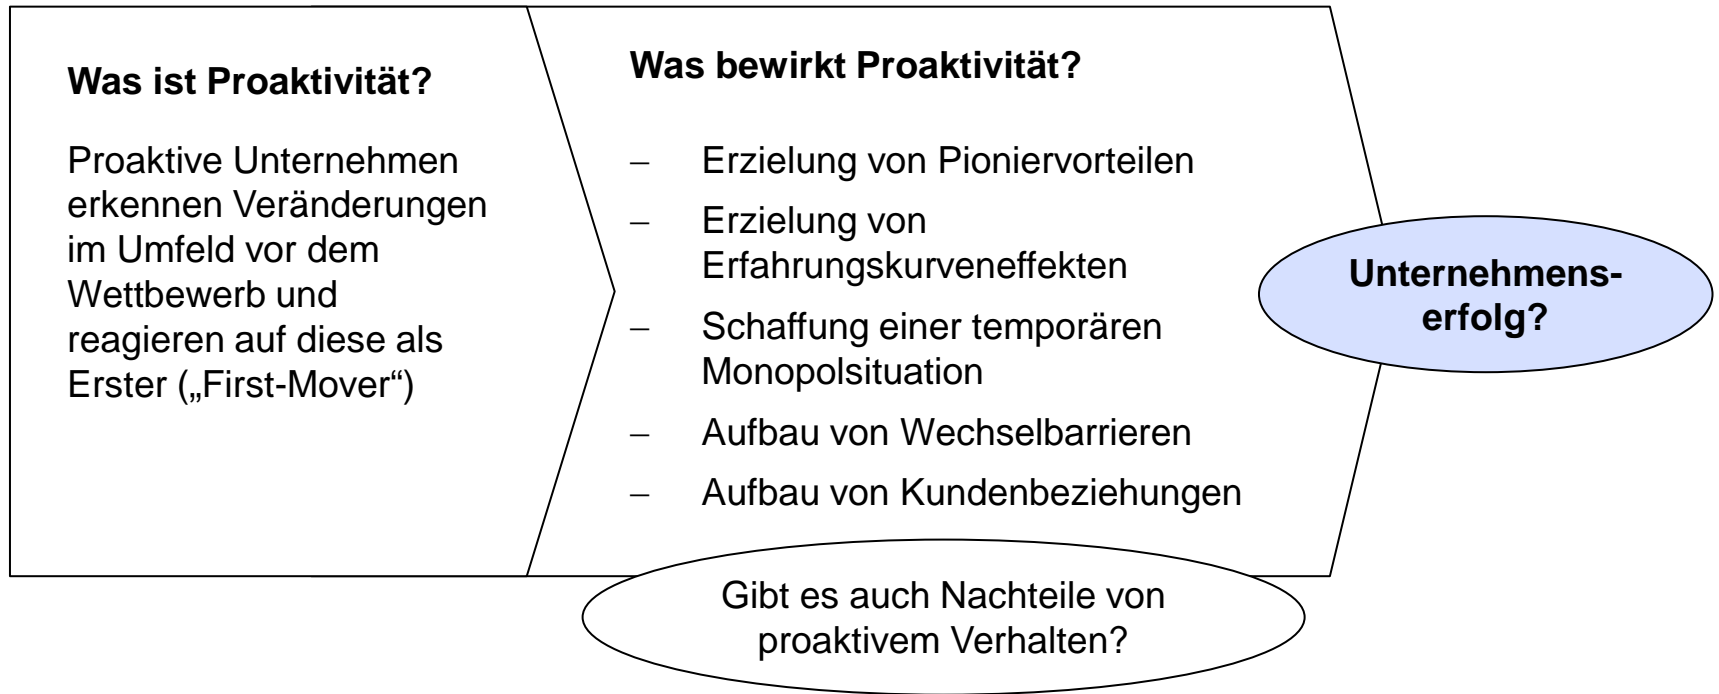 Was ist Proaktivität?
Proaktive Unternehmen
erkennen Veränderungen
im Umfeld vor dem
Wettbewerb und
reagieren auf diese als
Erster („First-Mover“)
Was bewirkt Proaktivität?
– Erzielung von Pioniervorteilen
– Erzielung von
Erfahrungskurveneffekten
– Schaffung einer temporären
Monopolsituation
– Aufbau von Wechselbarrieren
– Aufbau von Kundenbeziehungen
Unternehmens-
erfolg?
Gibt es auch Nachteile von
proaktivem Verhalten?